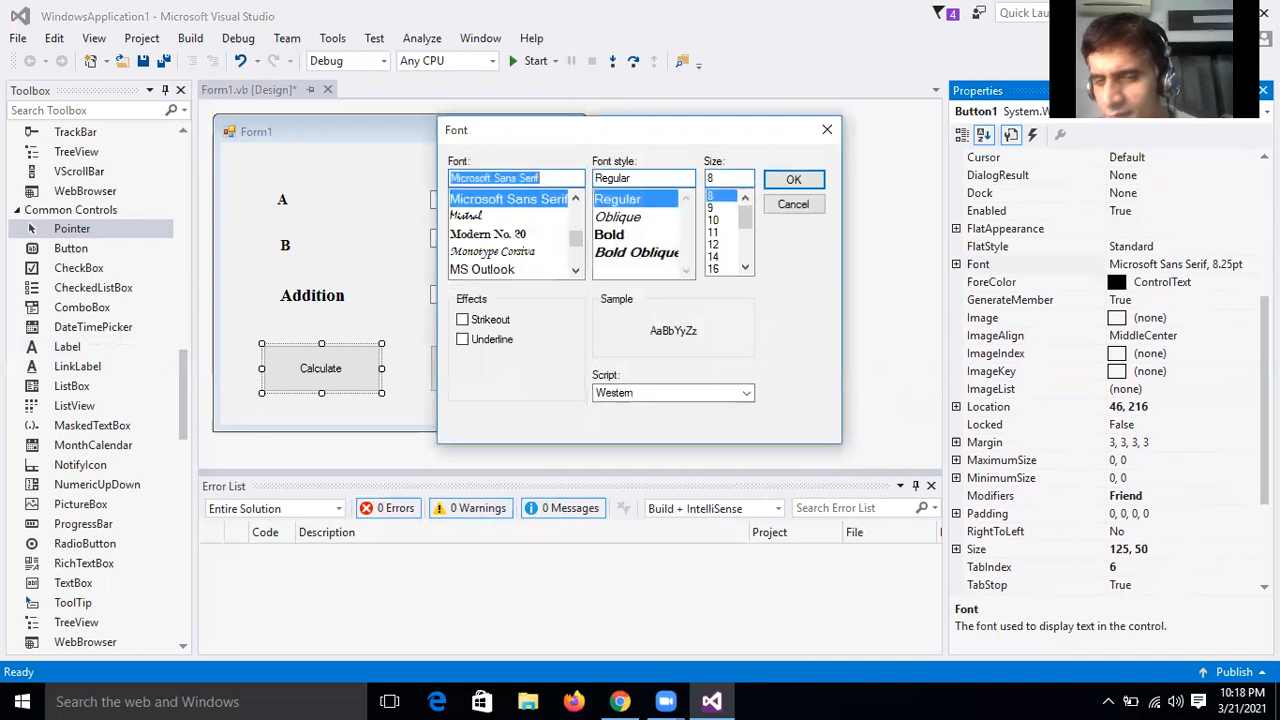 WindowsApplication1 - Microsoft Visual Studio
4
Quick Lau
File Edit View Project Build Debug Team Tools Test Analyze Window Help
Debug Any CPU Start
Toolbox
Search Toolbox
TrackBar
TreeView
VScrollBar
WebBrowser
Common Controls
Pointer
Button
CheckBox
CheckedListBox
ComboBox
DateTimePicker
Label
LinkLabel
ListBox
ListView
MaskedTextBox
MonthCalendar
NotifyIcon
NumericUpDown
PictureBox
ProgressBar
RadioButton
RichTextBox
TextBox
ToolTip
TreeView
WebBrowser
Form1.vb [Design]*
Form1
A
B
Addition
Calculate
Font
Font:
Microsoft Sans Serif
Microsoft Sans Serif
Mistral
Modern No. 20
Monotype Corsiva
MS Outlook
Font style:
Regular
Regular
Oblique
Bold
Bold Oblique
Size:
8
8
9
10
11
12
14
16
OK
Cancel
Effects
Strikeout
Underline
Sample
AaBbYyZz
Script:
Western
Error List
Entire Solution 0 Errors 0 Warnings 0 Messages Build + IntelliSense Search Error List
Code Description Project File
Properties
Button1 System.W
Cursor Default
DialogResult None
Dock None
Enabled True
FlatAppearance
FlatStyle Standard
Font Microsoft Sans Serif, 8.25pt
ForeColor ControlText
GenerateMember True
Image (none)
ImageAlign MiddleCenter
ImageIndex (none)
ImageKey (none)
ImageList (none)
Location 46, 216
Locked False
Margin 3, 3, 3, 3
MaximumSize 0, 0
MinimumSize 0, 0
Modifiers Friend
Padding 0, 0, 0, 0
RightToLeft No
Size 125, 50
TabIndex 6
TabStop True
Font
The font used to display text in the control.
Ready
Publish
Search the web and Windows
10:18 PM
3/21/2021